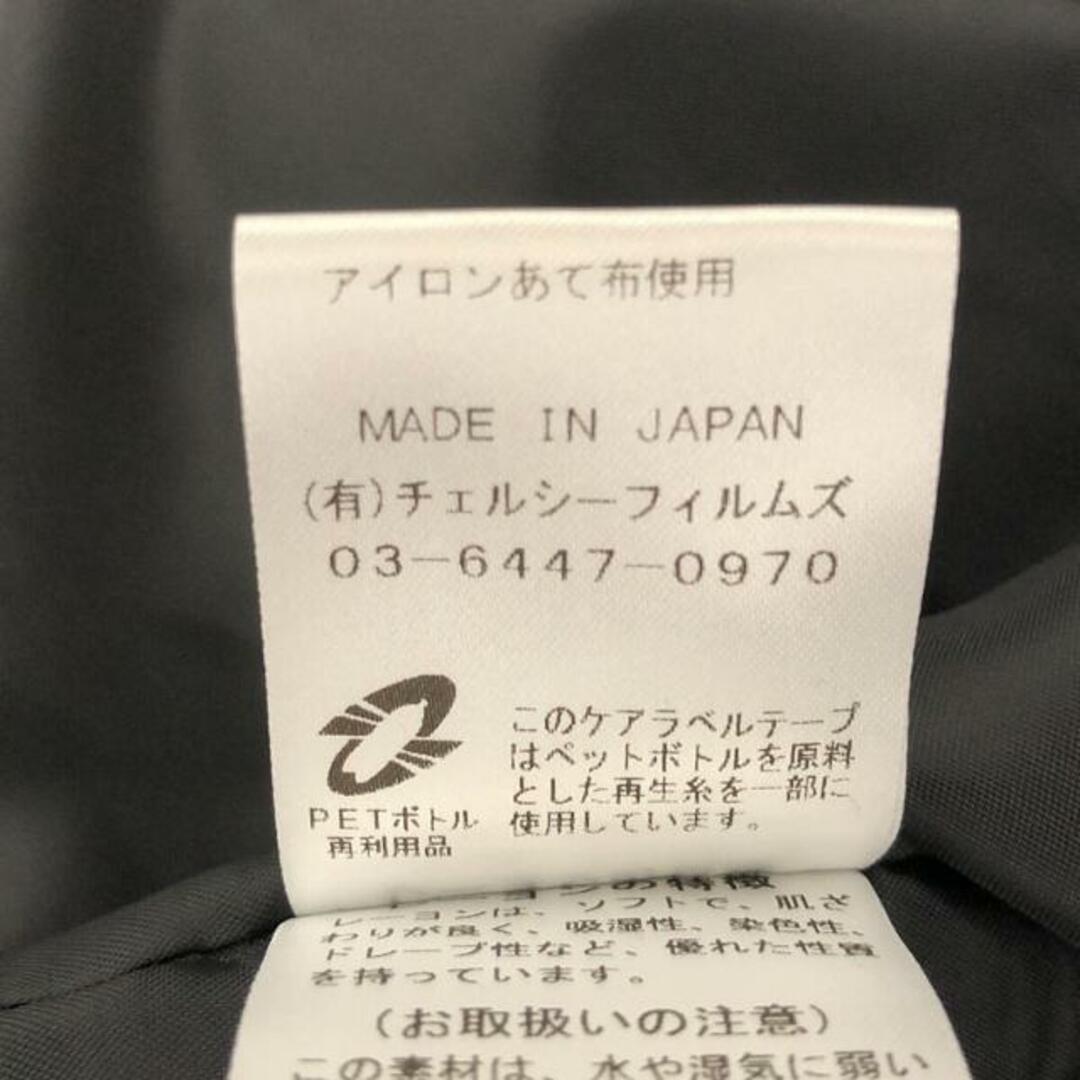 アイロンあて布使用
MADE IN JAPAN
(有)チェルシーフィルムズ
03-6447-0970
PETボトル
再利用品
このケアラベルテープ
はペットボトルを原料
とした再生糸を一部に
使用しています。
レーヨンの特徴
レーヨンは、ソフトで、肌ざ
わりが良く、吸湿性、染色性、
ドレープ性など、優れた性質
を持っています。
(お取扱いの注意)
この素材は、水や湿気に弱い